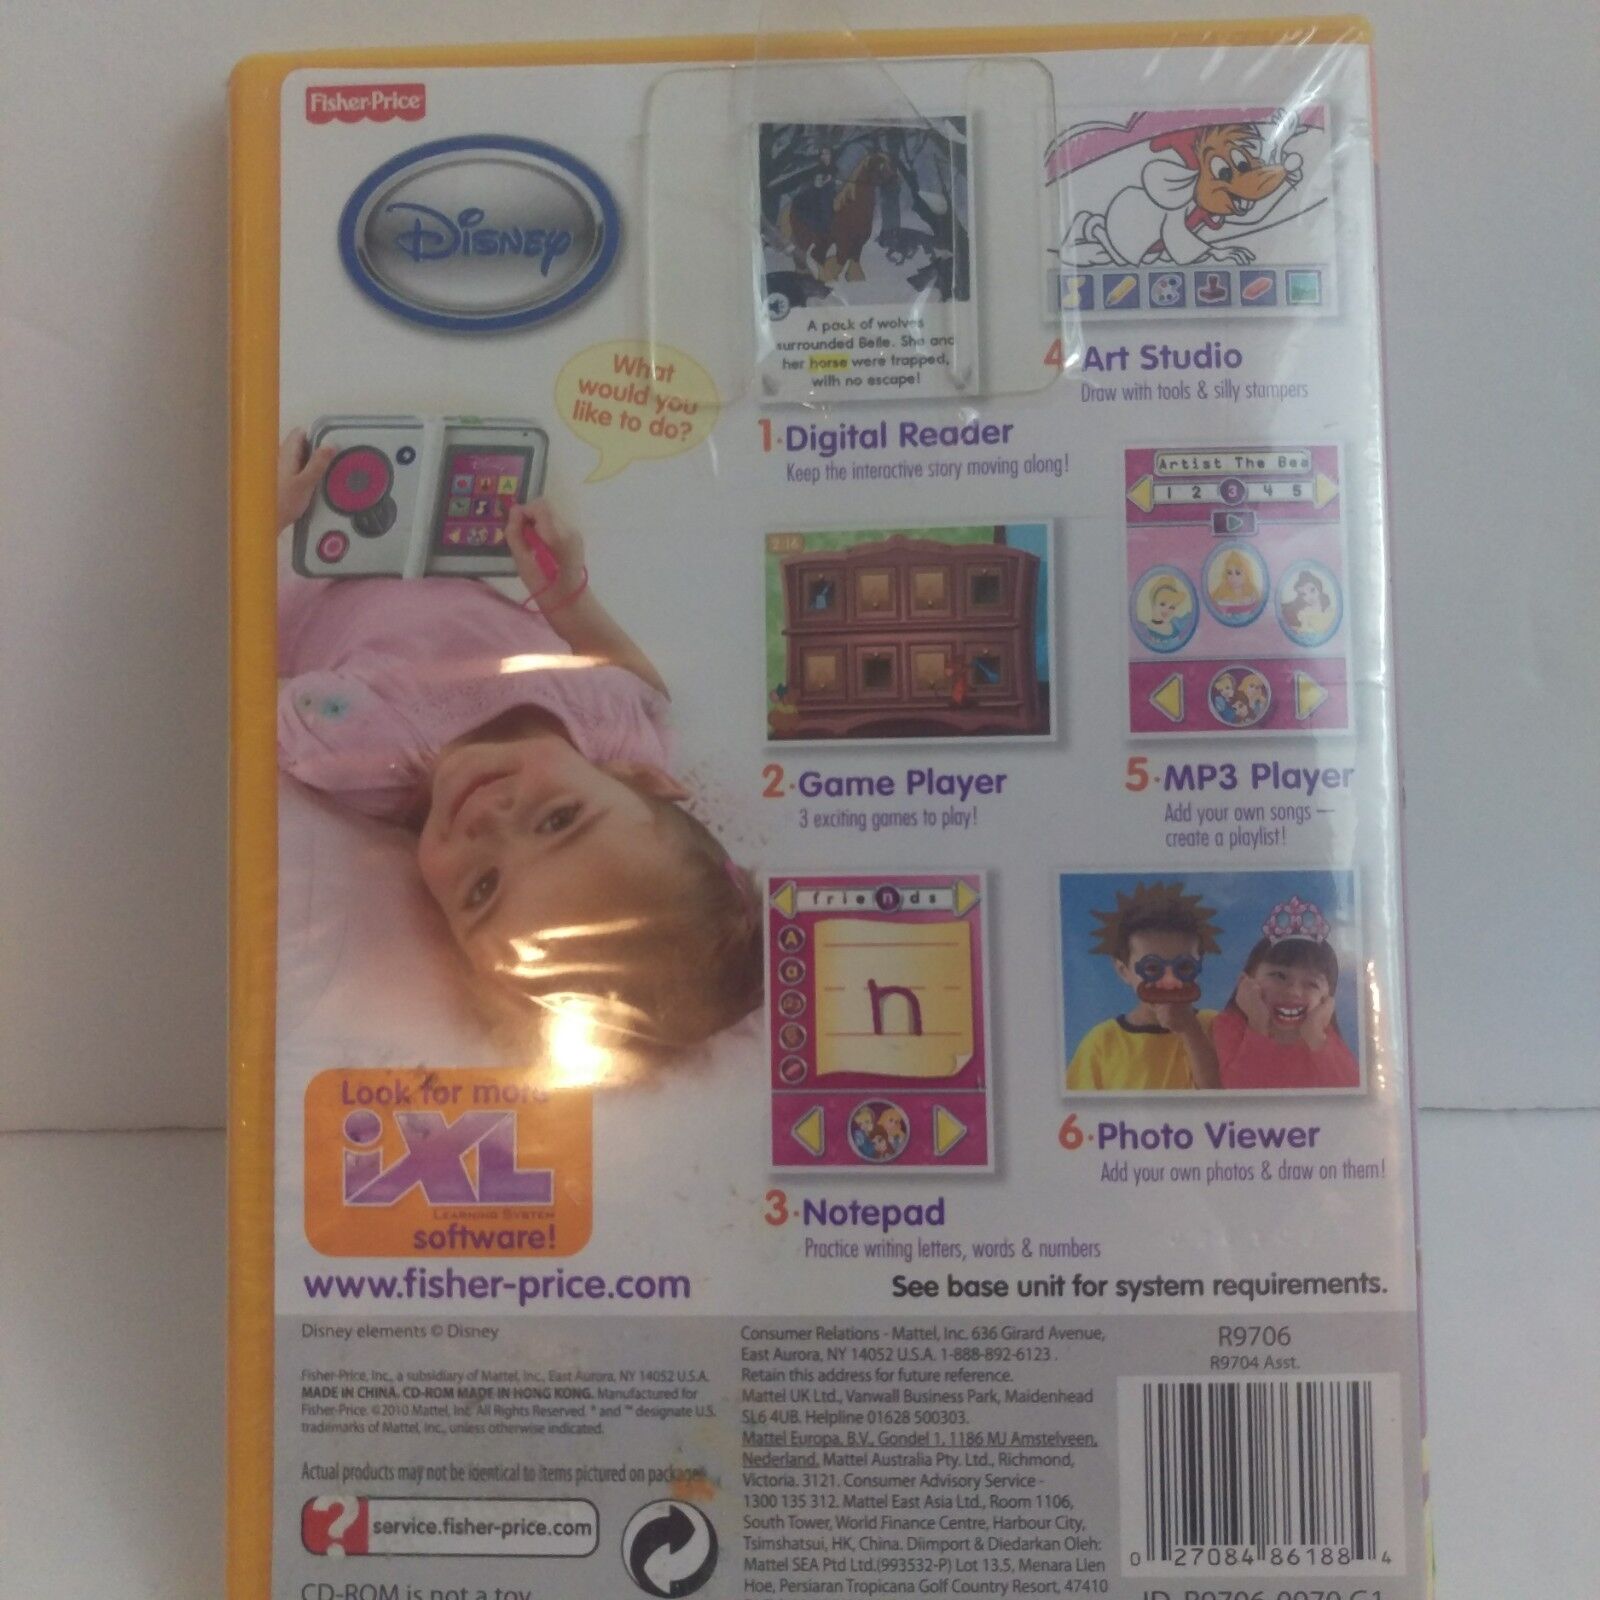 Fisher-Price
Disney
What
would you
like to do?
A pack of wolves
surrounded Belle. She and
her horse were trapped,
with no escape!
1. Digital Reader
Keep the interactive story moving along!
2:16
2. Game Player
3 exciting games to play!
friends
A
a
n
3. Notepad
Practice writing letters, words & numbers
4. Art Studio
Draw with tools & silly stampers
Artist The Bea
1 2 3 4 5
5. MP3 Player
Add your own songs —
create a playlist!
6. Photo Viewer
Add your own photos & draw on them!
Look for more
iXL
LEARNING SYSTEM
software!
www.fisher-price.com
See base unit for system requirements.
Disney elements © Disney
Fisher-Price, Inc., a subsidiary of Mattel, Inc., East Aurora, NY 14052 U.S.A.
MADE IN CHINA. CD-ROM MADE IN HONG KONG. Manufactured for
Fisher-Price. ©2010 Mattel, Inc. All Rights Reserved. ® and ™ designate U.S.
trademarks of Mattel, Inc., unless otherwise indicated.
Actual products may not be identical to items pictured on package.
?
service.fisher-price.com
CD-ROM is not a toy
Consumer Relations - Mattel, Inc. 636 Girard Avenue,
East Aurora, NY 14052 U.S.A. 1-888-892-6123.
Retain this address for future reference.
Mattel UK Ltd., Vanwall Business Park, Maidenhead
SL6 4UB. Helpline 01628 500303.
Mattel Europa, B.V., Gondel 1, 1186 MJ Amstelveen,
Nederland. Mattel Australia Pty. Ltd., Richmond,
Victoria. 3121. Consumer Advisory Service -
1300 135 312. Mattel East Asia Ltd., Room 1106,
South Tower, World Finance Centre, Harbour City,
Tsimshatsui, HK, China. Diimport & Diedarkan Oleh:
Mattel SEA Ptd Ltd.(993532-P) Lot 13.5, Menara Lien
Hoe, Persiaran Tropicana Golf Country Resort, 47410
R9706
R9704 Asst.
0 27084 86188 4